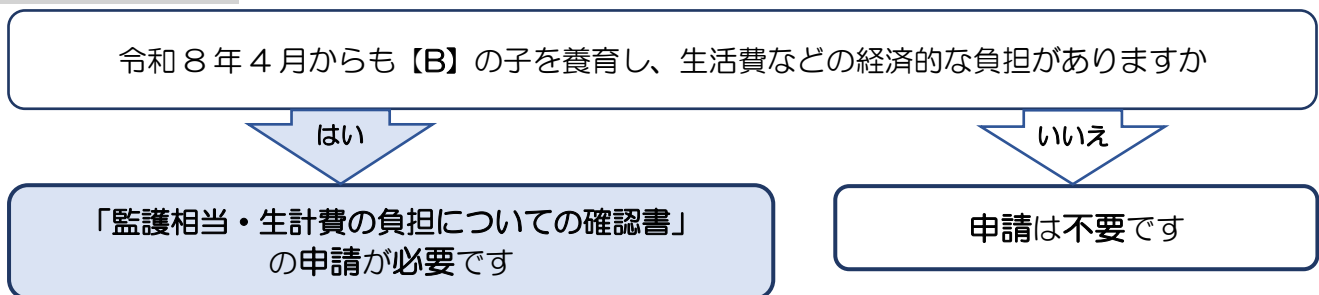 令和８年４月からも【B】の子を養育し、生活費などの経済的な負担がありますか
はい
いいえ
「監護相当・生計費の負担についての確認書」
の申請が必要です
申請は不要です